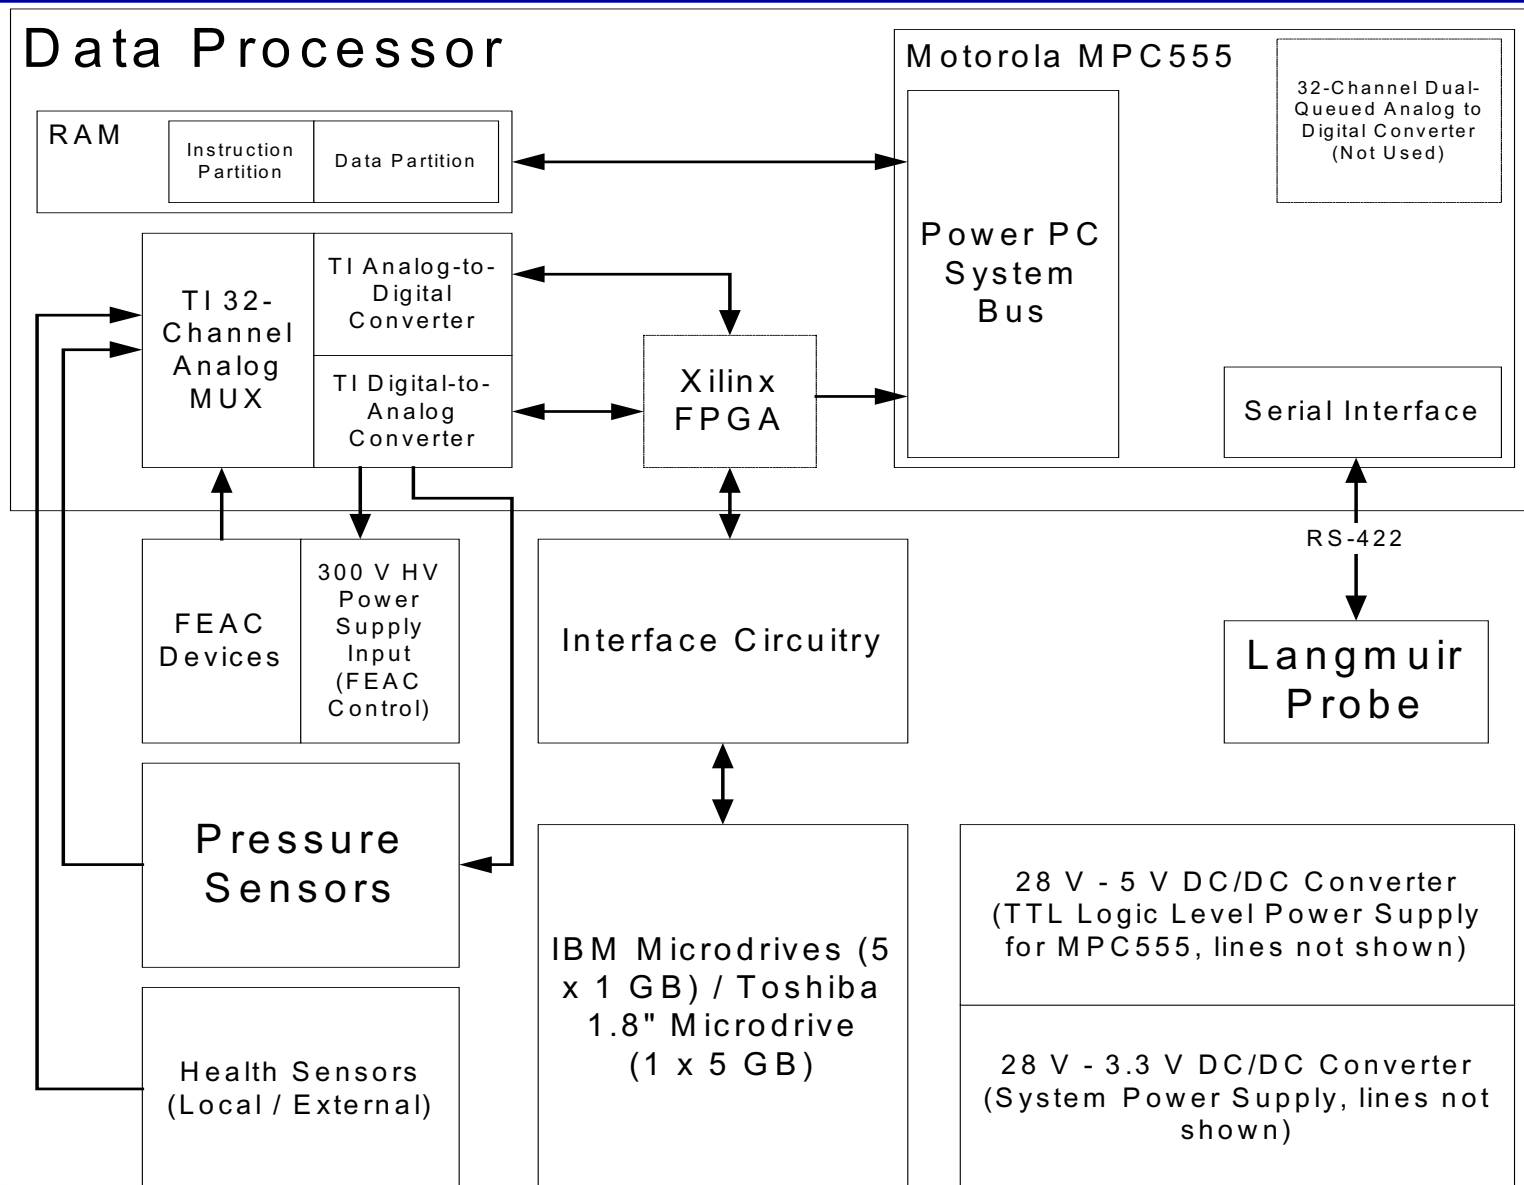 Data Processor
Motorola MPC555
32-Channel Dual-
Queued Analog to
Digital Converter
(Not Used)
RAM
Instruction
Partition
Data Partition
Power PC
System
Bus
TI 32-
Channel
Analog
MUX
TI Analog-to-
Digital
Converter
TI Digital-to-
Analog
Converter
Xilinx
FPGA
Serial Interface
RS-422
FEAC
Devices
300 V HV
Power
Supply
Input
(FEAC
Control)
Interface Circuitry
Langmuir
Probe
Pressure
Sensors
IBM Microdrives (5
x 1 GB) / Toshiba
1.8" Microdrive
(1 x 5 GB)
28 V - 5 V DC/DC Converter
(TTL Logic Level Power Supply
for MPC555, lines not shown)
Health Sensors
(Local / External)
28 V - 3.3 V DC/DC Converter
(System Power Supply, lines not
shown)